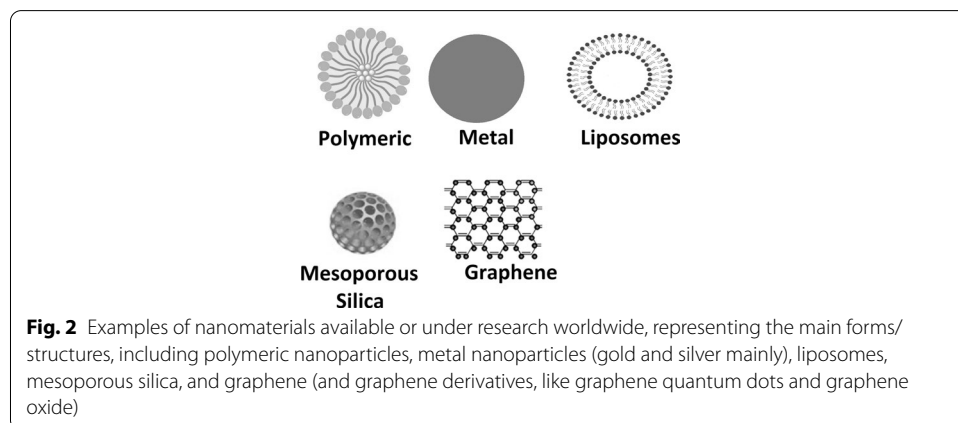 Polymeric Metal Liposomes
Mesoporous Silica
Graphene
Fig. 2 Examples of nanomaterials available or under research worldwide, representing the main forms/
structures, including polymeric nanoparticles, metal nanoparticles (gold and silver mainly), liposomes,
mesoporous silica, and graphene (and graphene derivatives, like graphene quantum dots and graphene
oxide)